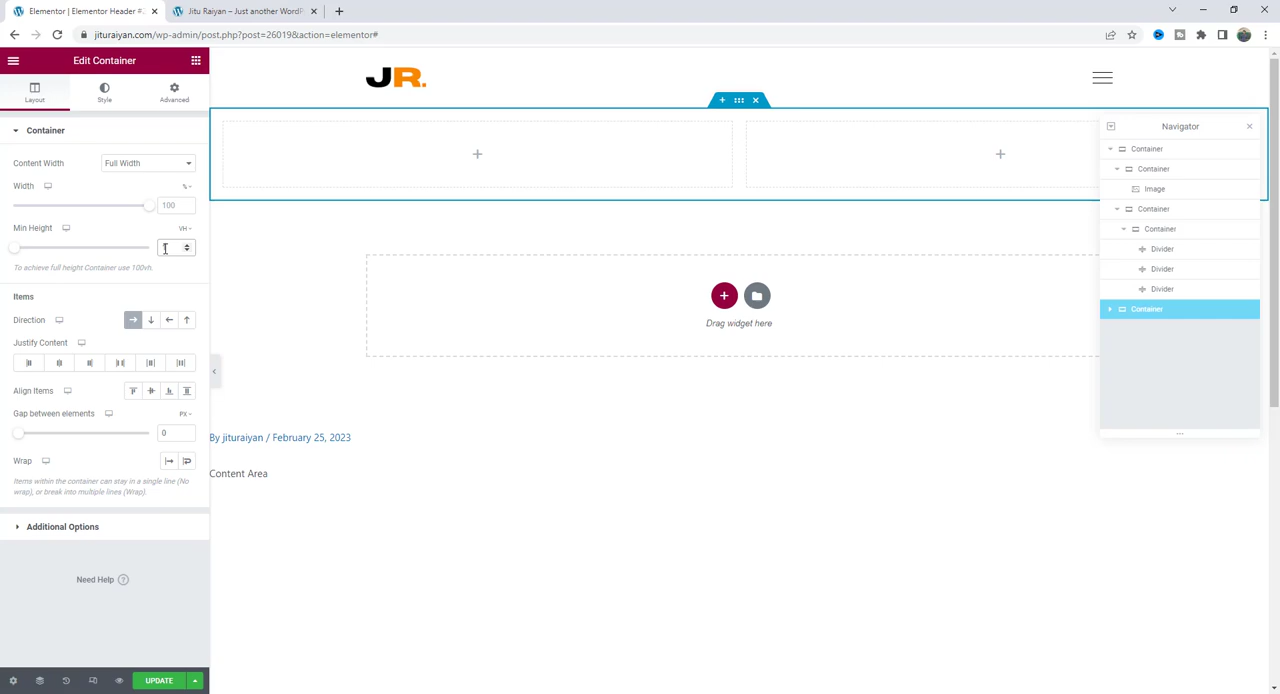 Elementor | Elementor Header #
Jitu Raiyan – Just another WordP
jituraiyan.com/wp-admin/post.php?post=26019&action=elementor#
Edit Container
Layout
Style
Advanced
Container
Content Width
Full Width
Width
%
100
Min Height
VH
To achieve full height Container use 100vh.
Items
Direction
Justify Content
Align Items
Gap between elements
PX
0
Wrap
Items within the container can stay in a single line (No
wrap), or break into multiple lines (Wrap).
Additional Options
Need Help
UPDATE
JR.
Drag widget here
By jituraiyan / February 25, 2023
Content Area
Navigator
Container
Container
Image
Container
Container
Divider
Divider
Divider
Container